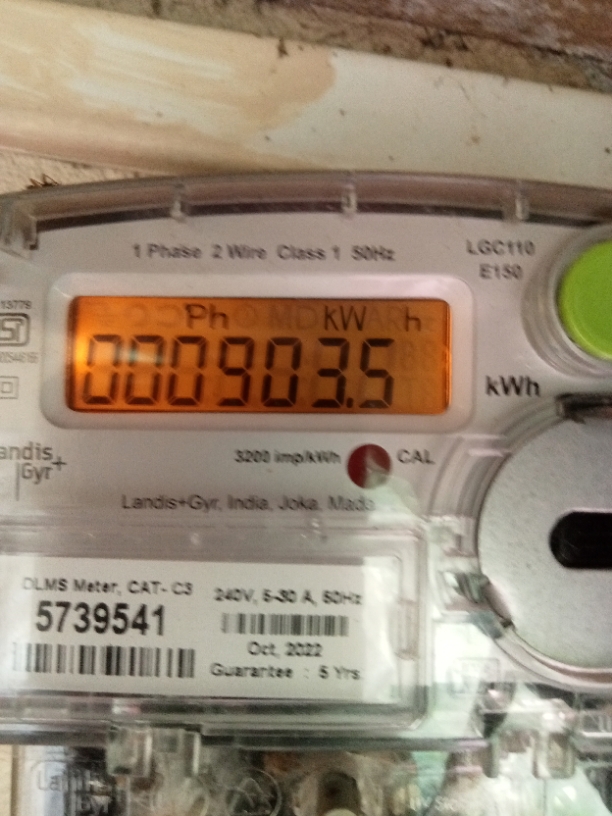 1 Phase 2 Wire Class 1 50Hz
LGC110
E150
Ph kW h
000903.5
kWh
Landis
Gyr+
3200 imp/kWh CAL
Landis+Gyr, India, Joka,
DLMS Meter, CAT- C3
5739541
240V, 5-30 A, 50Hz
Oct, 2022
Guarantee : 5 Yrs.